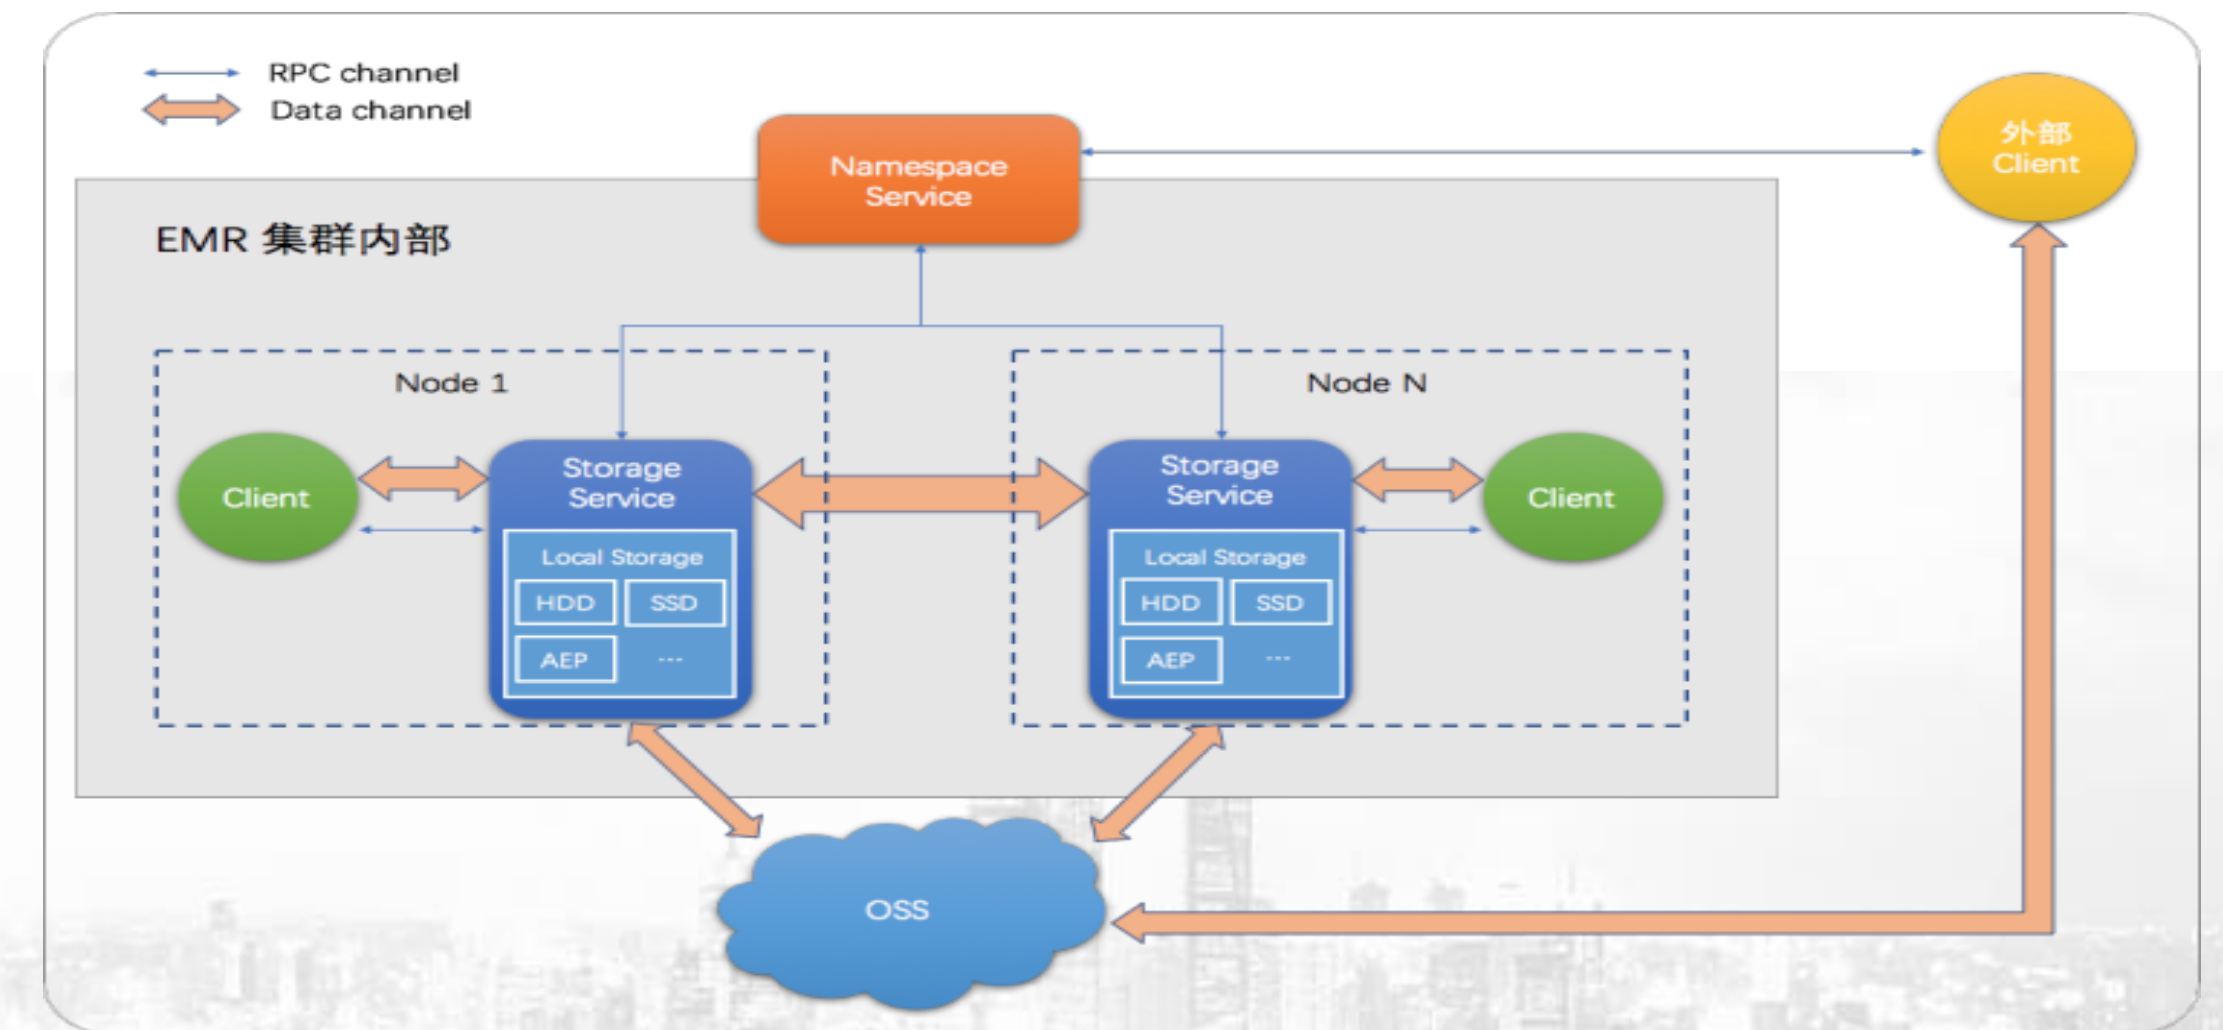 RPC channel
Data channel
Namespace
Service
外部
Client
EMR 集群内部
Node 1
Client
Storage
Service
Local Storage
HDD
SSD
AEP
...
Node N
Storage
Service
Local Storage
HDD
SSD
AEP
...
Client
OSS